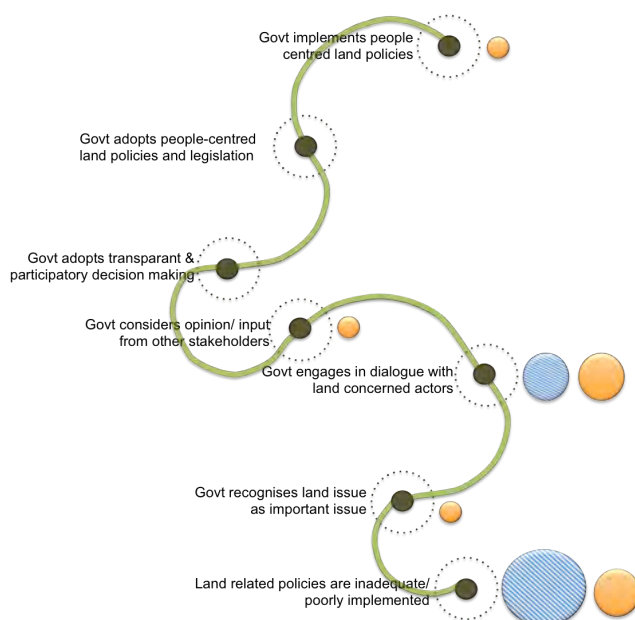 Govt implements people
centred land policies
Govt adopts people-centred
land policies and legislation
Govt adopts transparant &
participatory decision making
Govt considers opinion/ input
from other stakeholders
Govt engages in dialogue with
land concerned actors
Govt recognises land issue
as important issue
Land related policies are inadequate/
poorly implemented